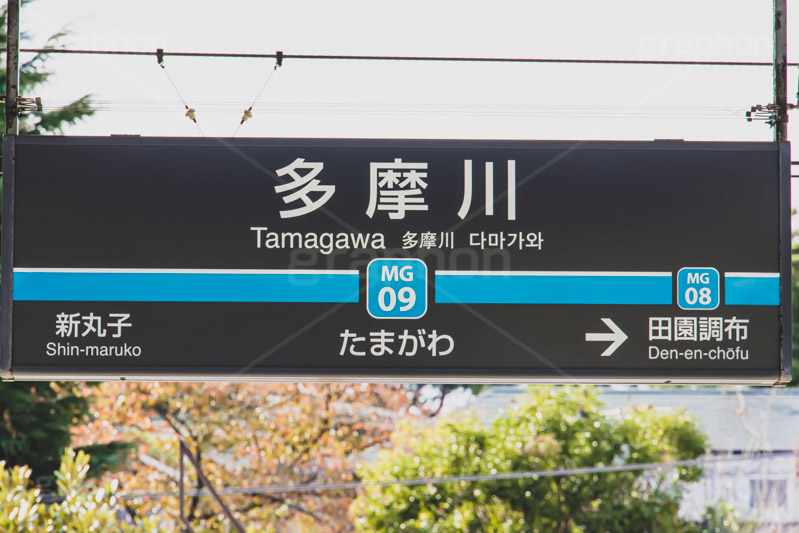 多摩川
Tamagawa 多摩川 다마가와
MG
09
MG
08
新丸子
Shin-maruko
たまがわ
→ 田園調布
Den-en-chōfu
graphon